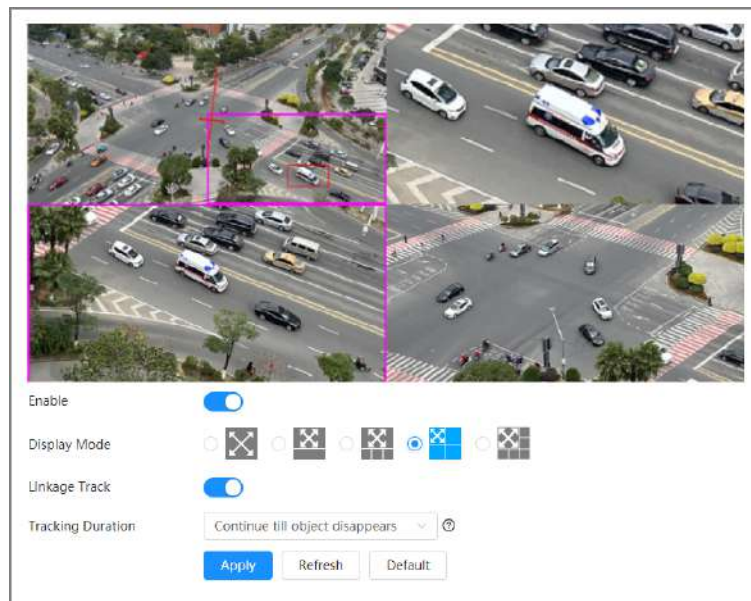 Enable
Display Mode
Linkage Track
Tracking Duration
Continue till object disappears
Apply
Refresh
Default